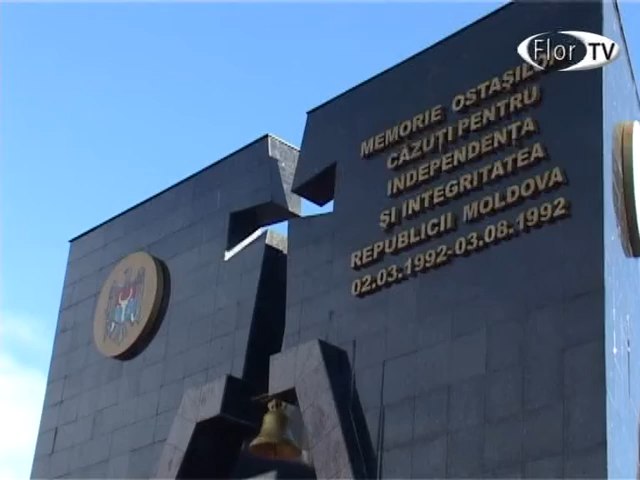 Flor TV
MEMORIE OSTAȘILOR
CĂZUȚI PENTRU
INDEPENDENȚA
ȘI INTEGRITATEA
REPUBLICII MOLDOVA
02.03.1992-03.08.1992